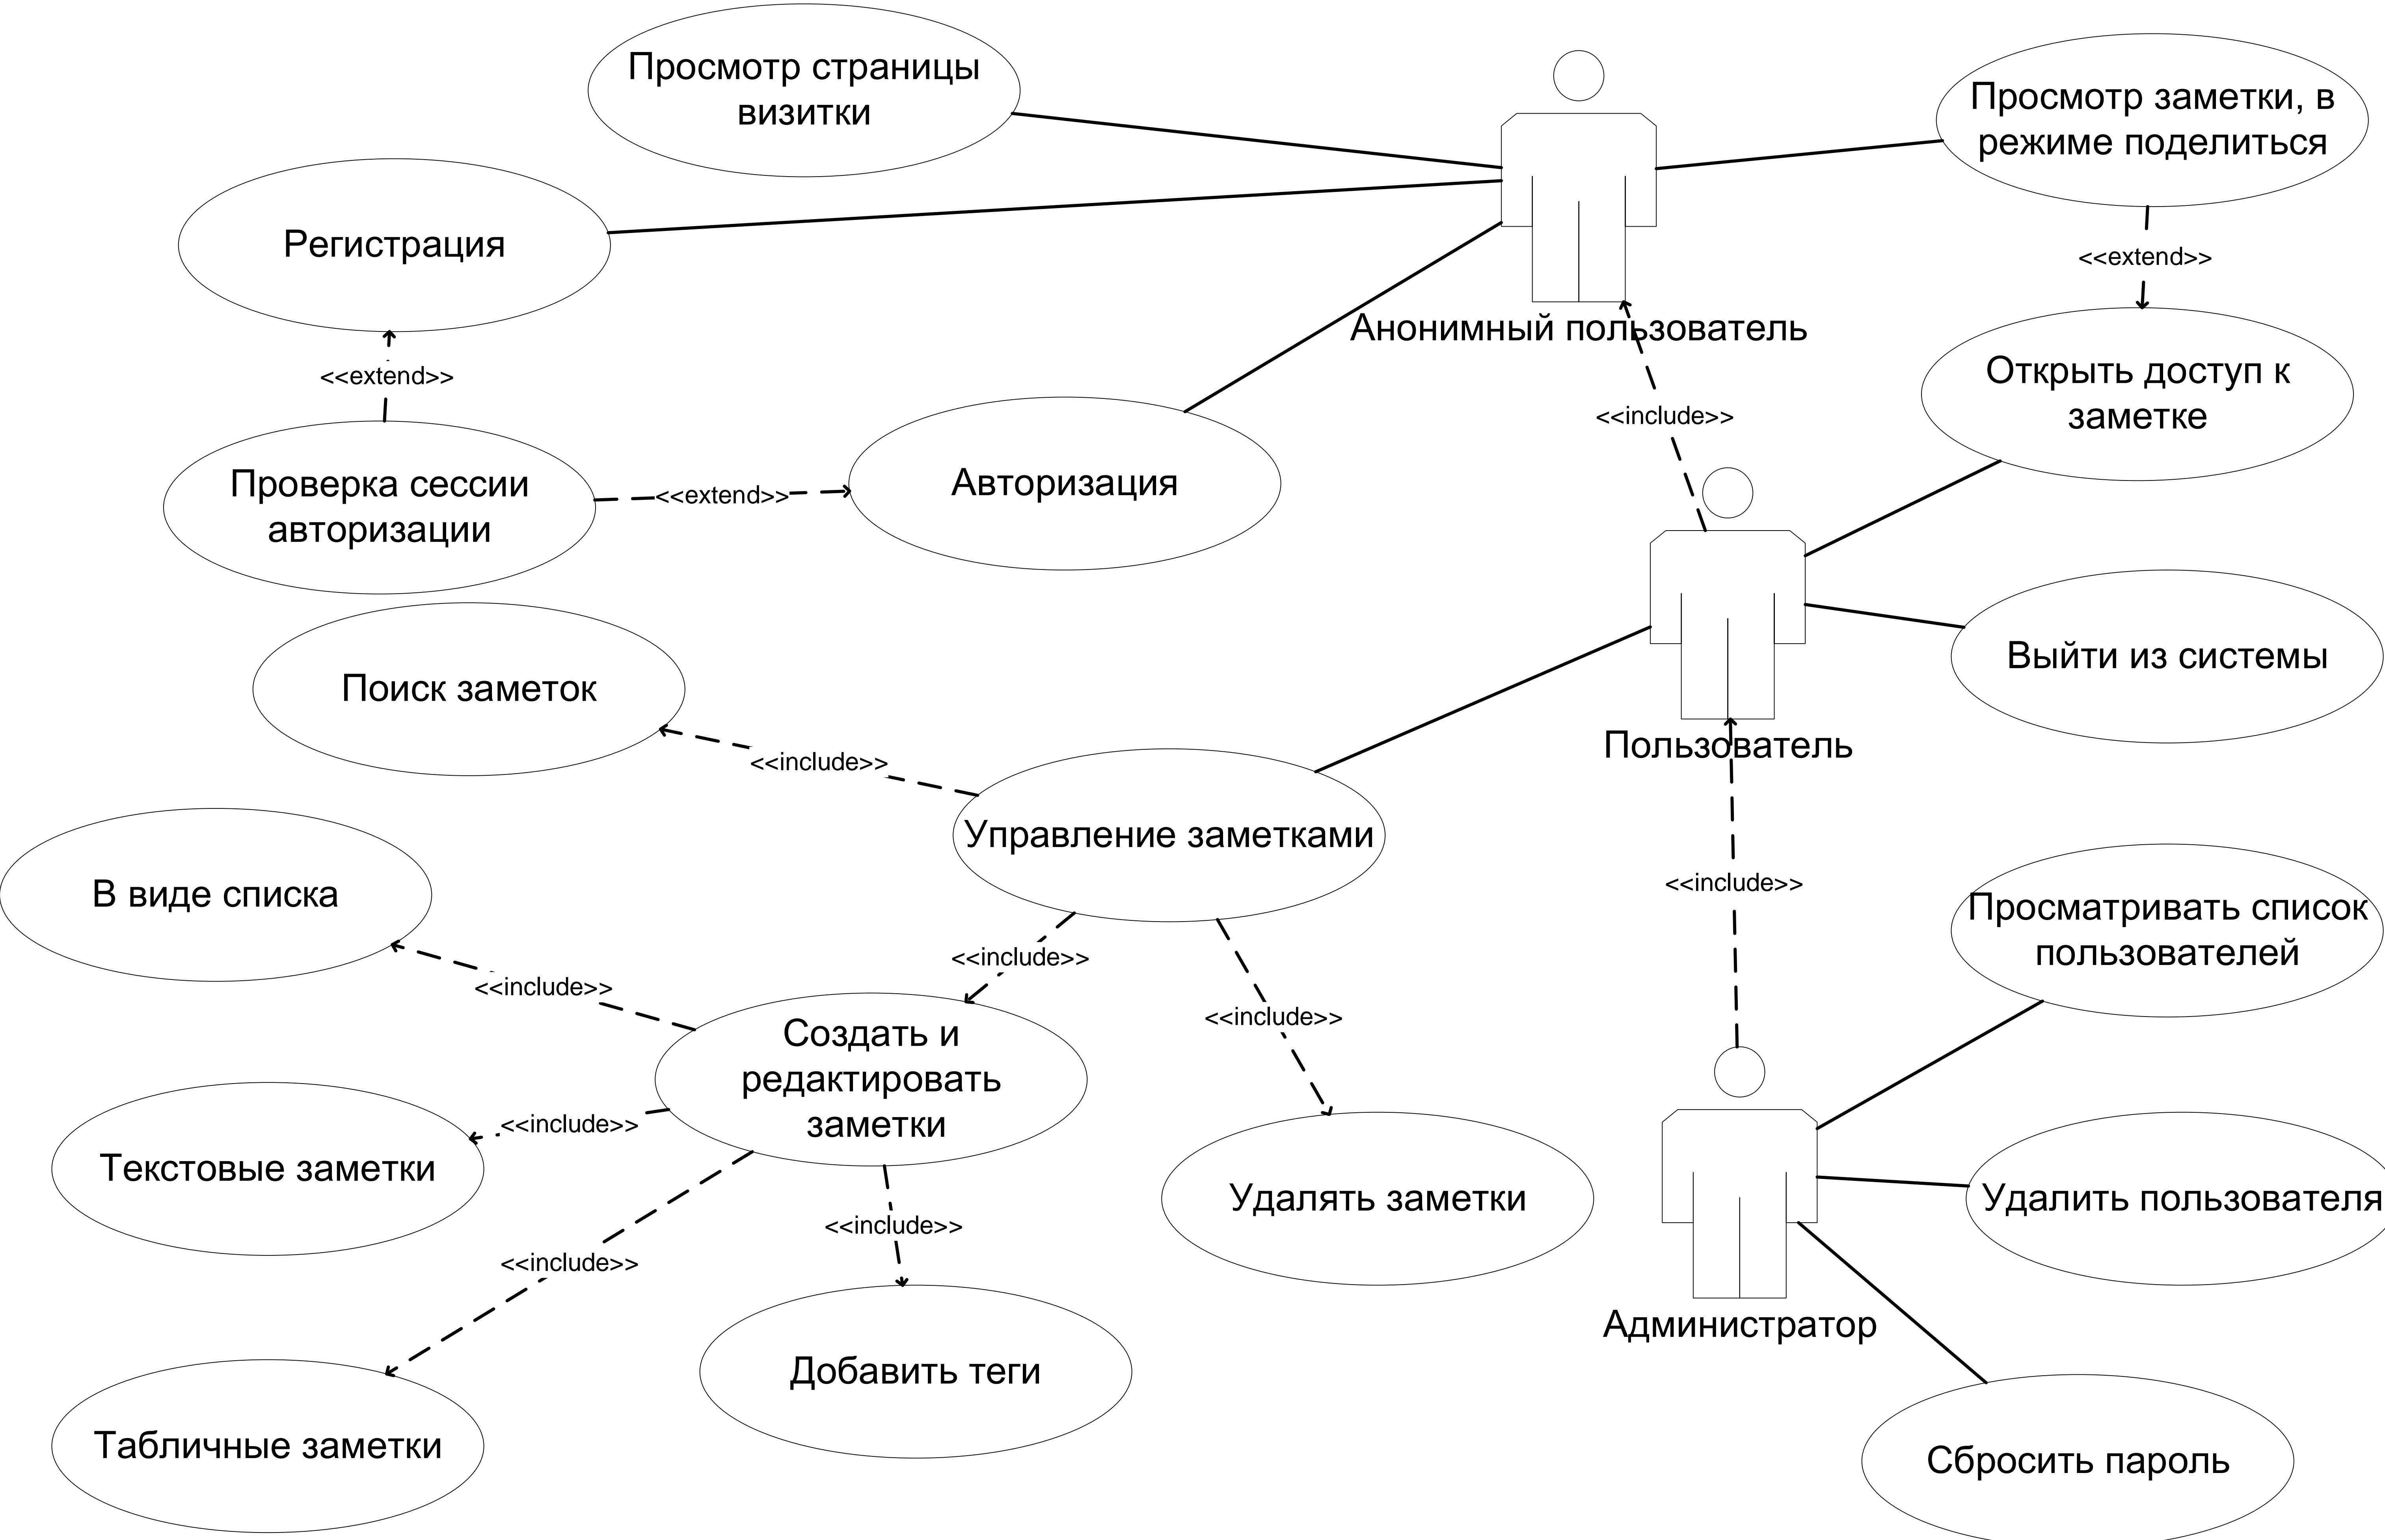 Просмотр страницы
визитки
Просмотр заметки, в
режиме поделиться
Регистрация
<<extend>>
Анонимный пользователь
<<extend>>
Открыть доступ к
заметке
<<include>>
Проверка сессии
авторизации
<<extend>>
Авторизация
Поиск заметок
Выйти из системы
<<include>>
Пользователь
Управление заметками
В виде списка
<<include>>
Просматривать список
пользователей
<<include>>
<<include>>
<<include>>
Создать и
редактировать
заметки
<<include>>
Текстовые заметки
Удалять заметки
Удалить пользователя
<<include>>
<<include>>
Администратор
Добавить теги
Табличные заметки
Сбросить пароль